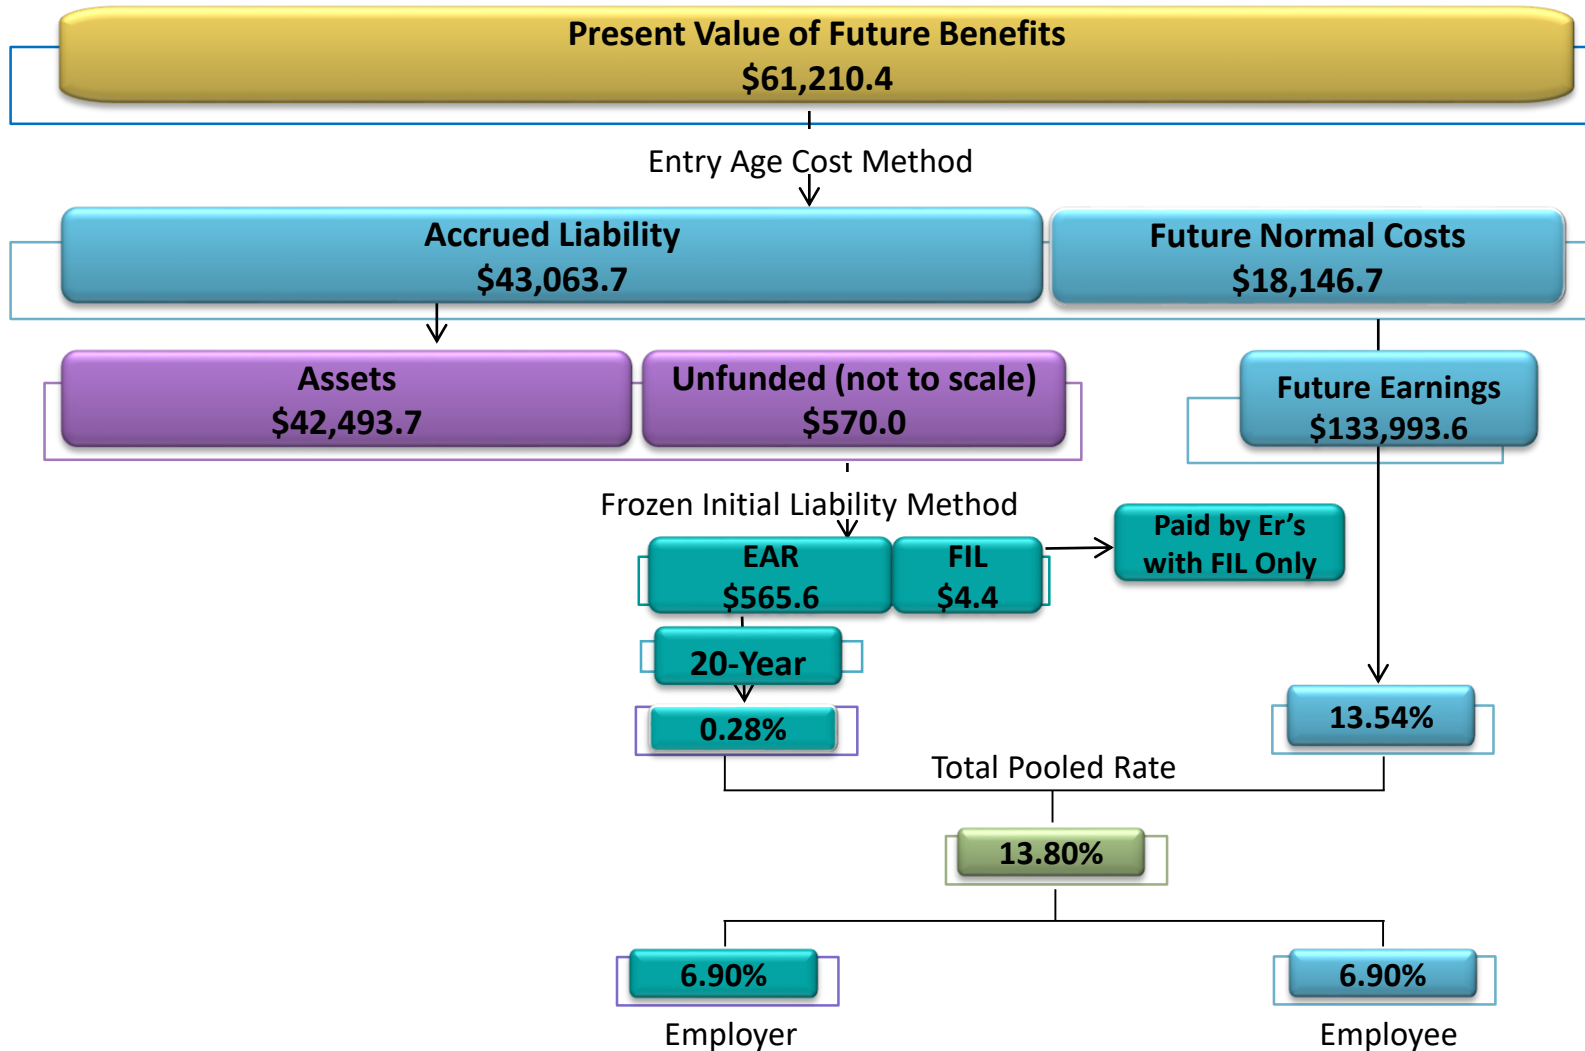 Present Value of Future Benefits
$61,210.4
Entry Age Cost Method
Accrued Liability
$43,063.7
Future Normal Costs
$18,146.7
Assets
$42,493.7
Unfunded (not to scale)
$570.0
Future Earnings
$133,993.6
Frozen Initial Liability Method
EAR
$565.6
FIL
$4.4
Paid by Er’s
with FIL Only
20-Year
0.28%
13.54%
Total Pooled Rate
13.80%
6.90%
Employer
6.90%
Employee